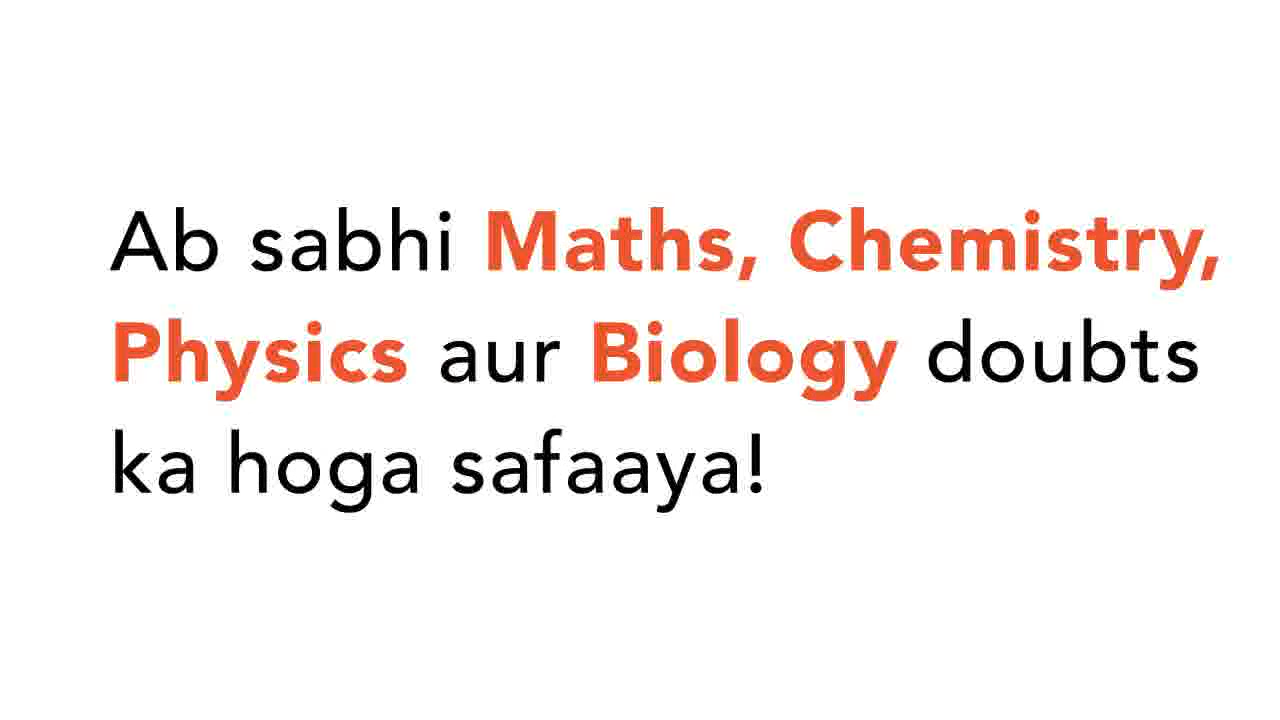 Ab sabhi Maths, Chemistry,
Physics aur Biology doubts
ka hoga safaaya!